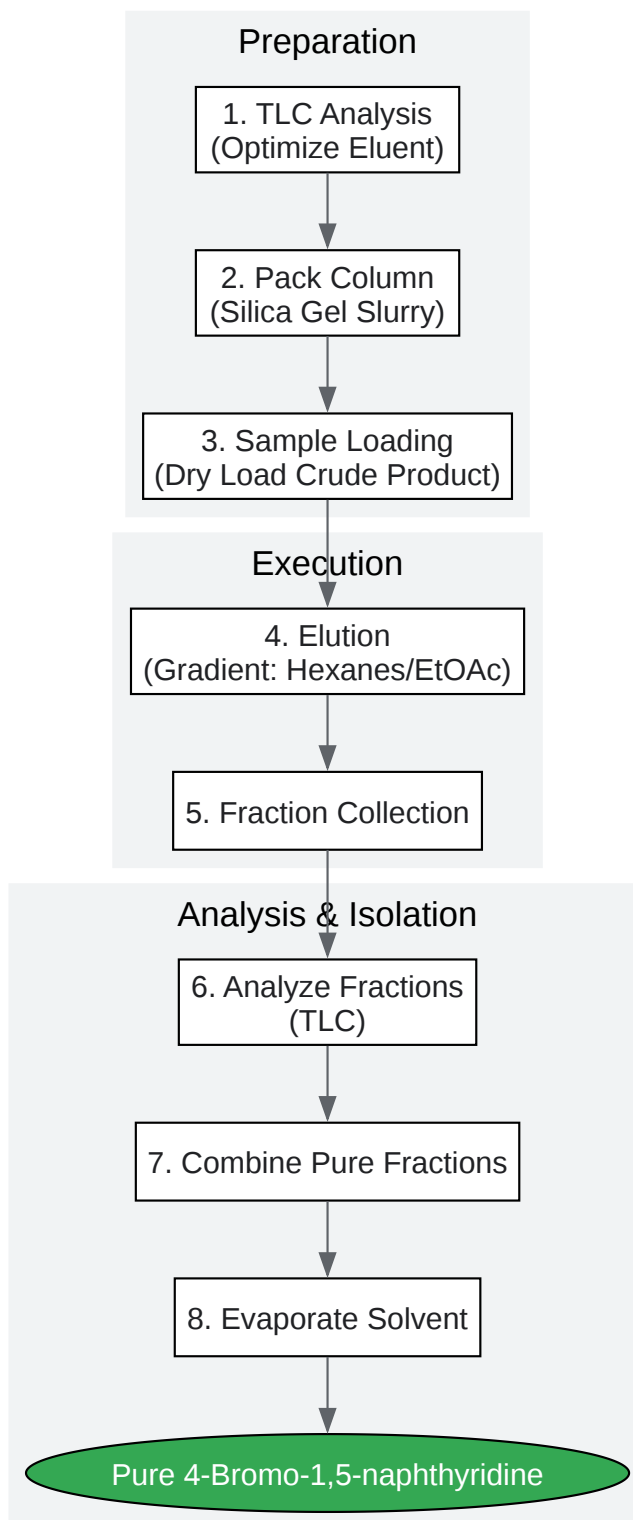 Preparation
1. TLC Analysis
(Optimize Eluent)
2. Pack Column
(Silica Gel Slurry)
3. Sample Loading
(Dry Load Crude Product)
Execution
4. Elution
(Gradient: Hexanes/EtOAc)
5. Fraction Collection
Analysis & Isolation
6. Analyze Fractions
(TLC)
7. Combine Pure Fractions
8. Evaporate Solvent
Pure 4-Bromo-1,5-naphthyridine